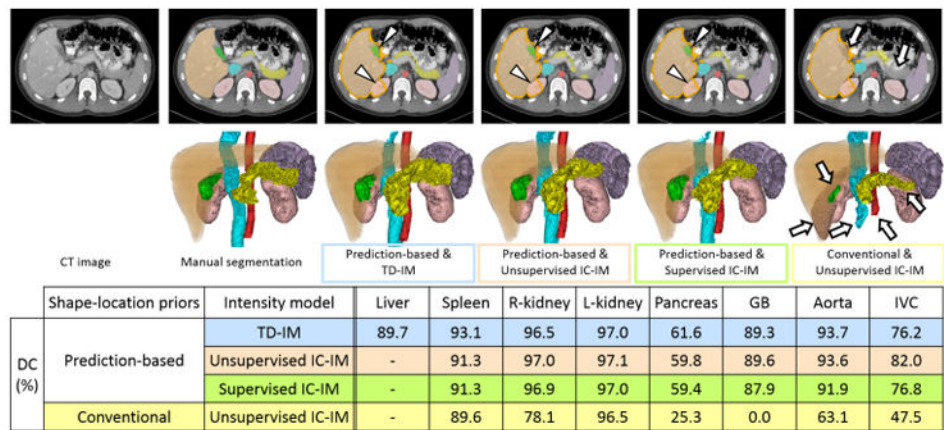 CT image
Manual segmentation
Prediction-based &
TD-IM
Prediction-based &
Unsupervised IC-IM
Prediction-based &
Supervised IC-IM
Conventional &
Unsupervised IC-IM
Shape-location priors Intensity model Liver Spleen R-kidney L-kidney Pancreas GB Aorta IVC
DC
(%)
Prediction-based
TD-IM 89.7 93.1 96.5 97.0 61.6 89.3 93.7 76.2
Unsupervised IC-IM - 91.3 97.0 97.1 59.8 89.6 93.6 82.0
Supervised IC-IM - 91.3 96.9 97.0 59.4 87.9 91.9 76.8
Conventional Unsupervised IC-IM - 89.6 78.1 96.5 25.3 0.0 63.1 47.5